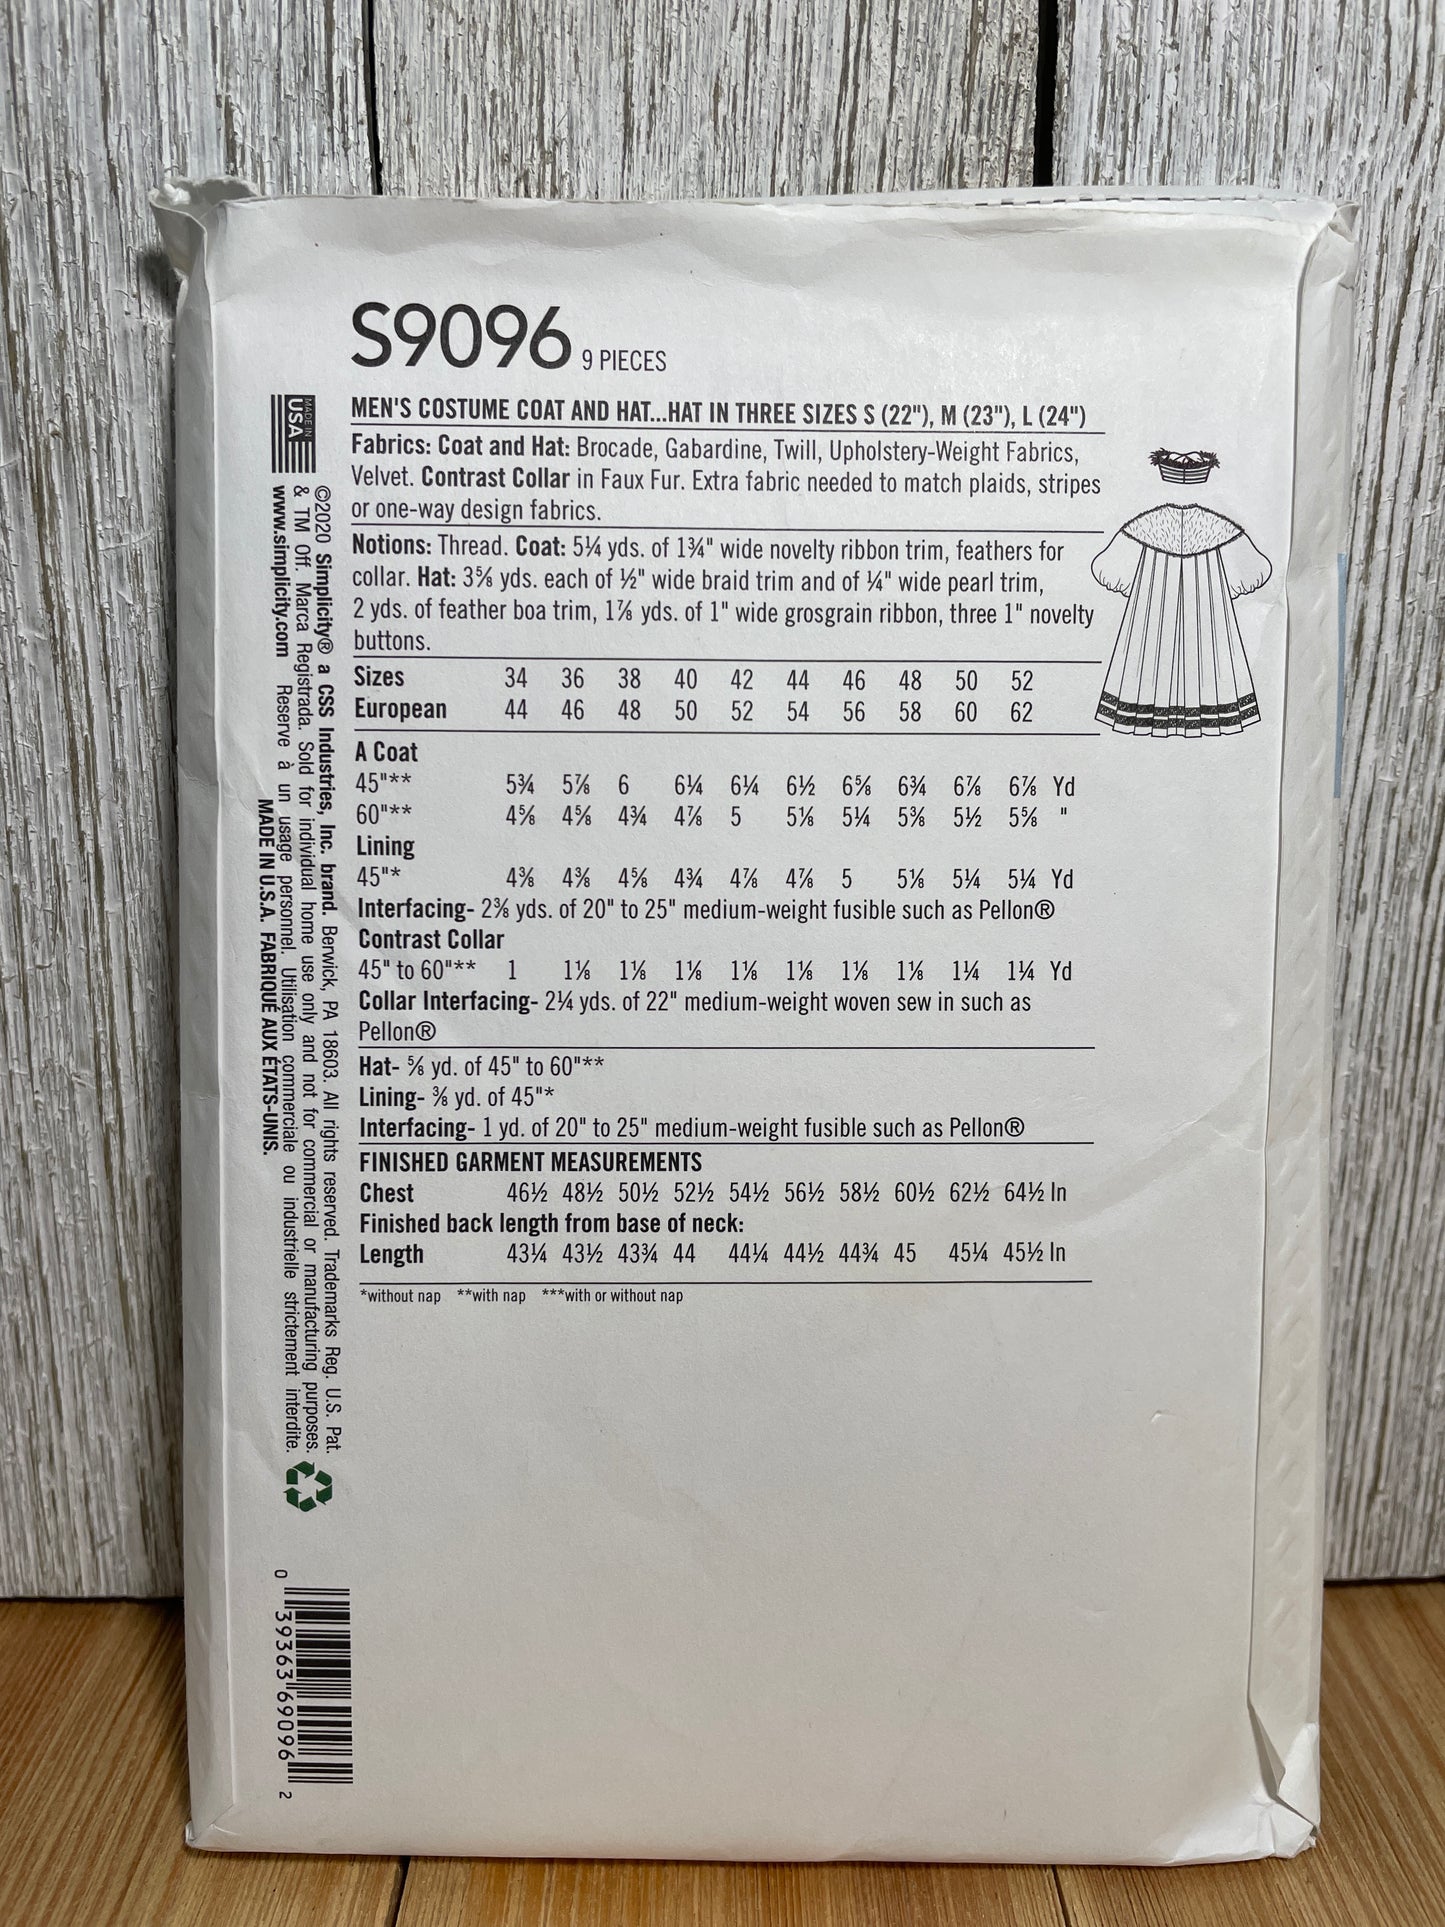 S9096 9 PIECES
MEN'S COSTUME COAT AND HAT...HAT IN THREE SIZES S (22"), M (23"), L (24")
Fabrics: Coat and Hat: Brocade, Gabardine, Twill, Upholstery-Weight Fabrics,
Velvet. Contrast Collar in Faux Fur. Extra fabric needed to match plaids, stripes
or one-way design fabrics.
Notions: Thread. Coat: 5¼ yds. of 1¾" wide novelty ribbon trim, feathers for
collar. Hat: 3⅝ yds. each of ½" wide braid trim and of ¼" wide pearl trim,
2 yds. of feather boa trim, 1⅞ yds. of 1" wide grosgrain ribbon, three 1" novelty
buttons.
Sizes 34 36 38 40 42 44 46 48 50 52
European 44 46 48 50 52 54 56 58 60 62
A Coat
45"** 5¾ 5⅞ 6 6¼ 6¼ 6½ 6⅝ 6¾ 6⅞ 6⅞ Yd
60"** 4⅝ 4⅝ 4¾ 4⅞ 5 5⅛ 5¼ 5⅜ 5½ 5⅝ "
Lining
45"* 4⅜ 4⅜ 4⅝ 4¾ 4⅞ 4⅞ 5 5⅛ 5¼ 5¼ Yd
Interfacing- 2⅜ yds. of 20" to 25" medium-weight fusible such as Pellon®
Contrast Collar
45" to 60"** 1 1⅛ 1⅛ 1⅛ 1⅛ 1⅛ 1⅛ 1⅛ 1¼ 1¼ Yd
Collar Interfacing- 2¼ yds. of 22" medium-weight woven sew in such as
Pellon®
Hat- ⅝ yd. of 45" to 60"**
Lining- ⅜ yd. of 45"*
Interfacing- 1 yd. of 20" to 25" medium-weight fusible such as Pellon®
FINISHED GARMENT MEASUREMENTS
Chest 46½ 48½ 50½ 52½ 54½ 56½ 58½ 60½ 62½ 64½ In
Finished back length from base of neck:
Length 43¼ 43½ 43¾ 44 44¼ 44½ 44¾ 45 45¼ 45½ In
*without nap **with nap ***with or without nap
MADE IN
USA
©2020 Simplicity® a CSS Industries, Inc. brand. Berwick, PA 18603. All rights reserved. Trademarks Reg. U.S. Pat.
& TM Off. Marca Registrada. Sold for individual home use only and not for commercial or manufacturing purposes.
www.simplicity.com Reserve à un usage personnel. Utilisation commerciale ou industrielle strictement interdite.
MADE IN U.S.A. FABRIQUÉ AUX ÉTATS-UNIS.
0 39363 69096 2